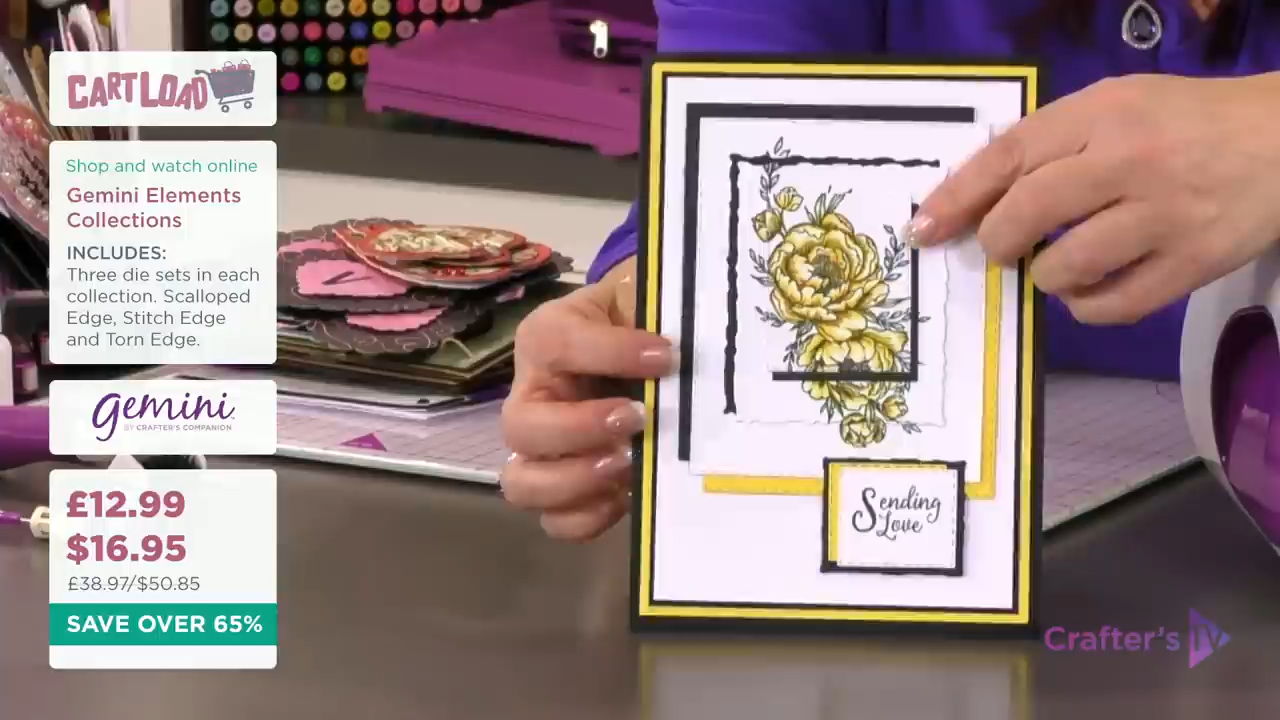 CARTLOAD
Shop and watch online
Gemini Elements
Collections
INCLUDES:
Three die sets in each
collection. Scalloped
Edge, Stitch Edge
and Torn Edge.
gemini
BY CRAFTER'S COMPANION
£12.99
$16.95
£38.97/$50.85
SAVE OVER 65%
Sending
Love
Crafter's TV